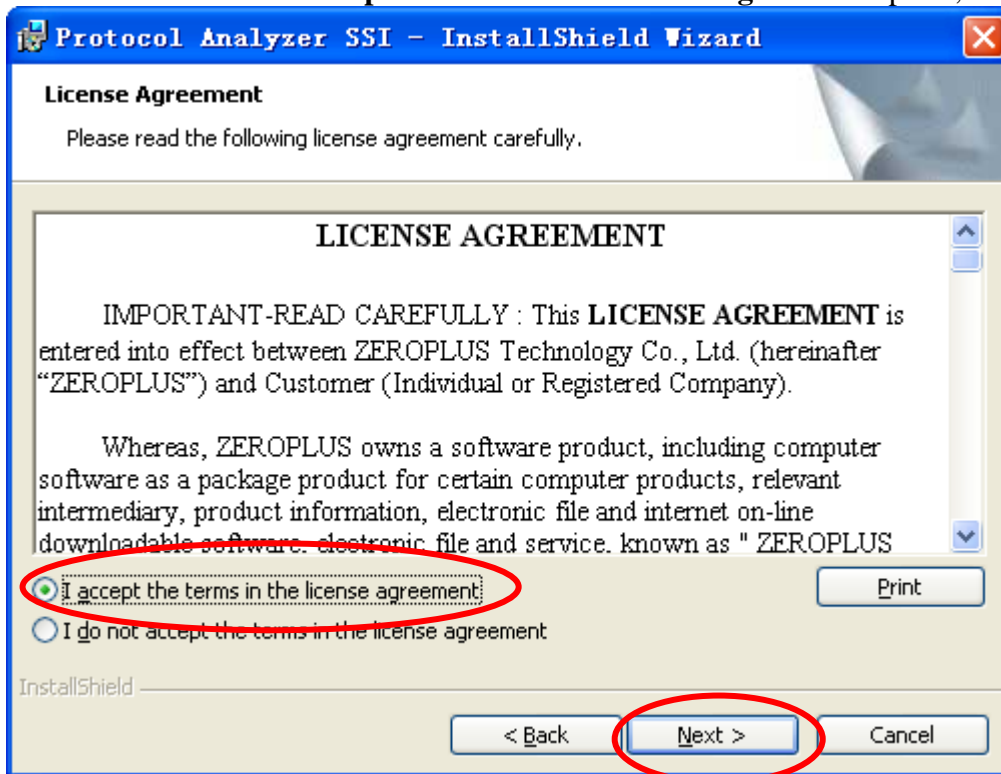 Protocol Analyzer SSI - InstallShield Wizard
License Agreement
Please read the following license agreement carefully.
LICENSE AGREEMENT
IMPORTANT-READ CAREFULLY : This LICENSE AGREEMENT is
entered into effect between ZEROPLUS Technology Co., Ltd. (hereinafter
“ZEROPLUS”) and Customer (Individual or Registered Company).
Whereas, ZEROPLUS owns a software product, including computer
software as a package product for certain computer products, relevant
intermediary, product information, electronic file and internet on-line
downloadable software, electronic file and service, known as " ZEROPLUS
I accept the terms in the license agreement
Print
I do not accept the terms in the license agreement
InstallShield
< Back
Next >
Cancel